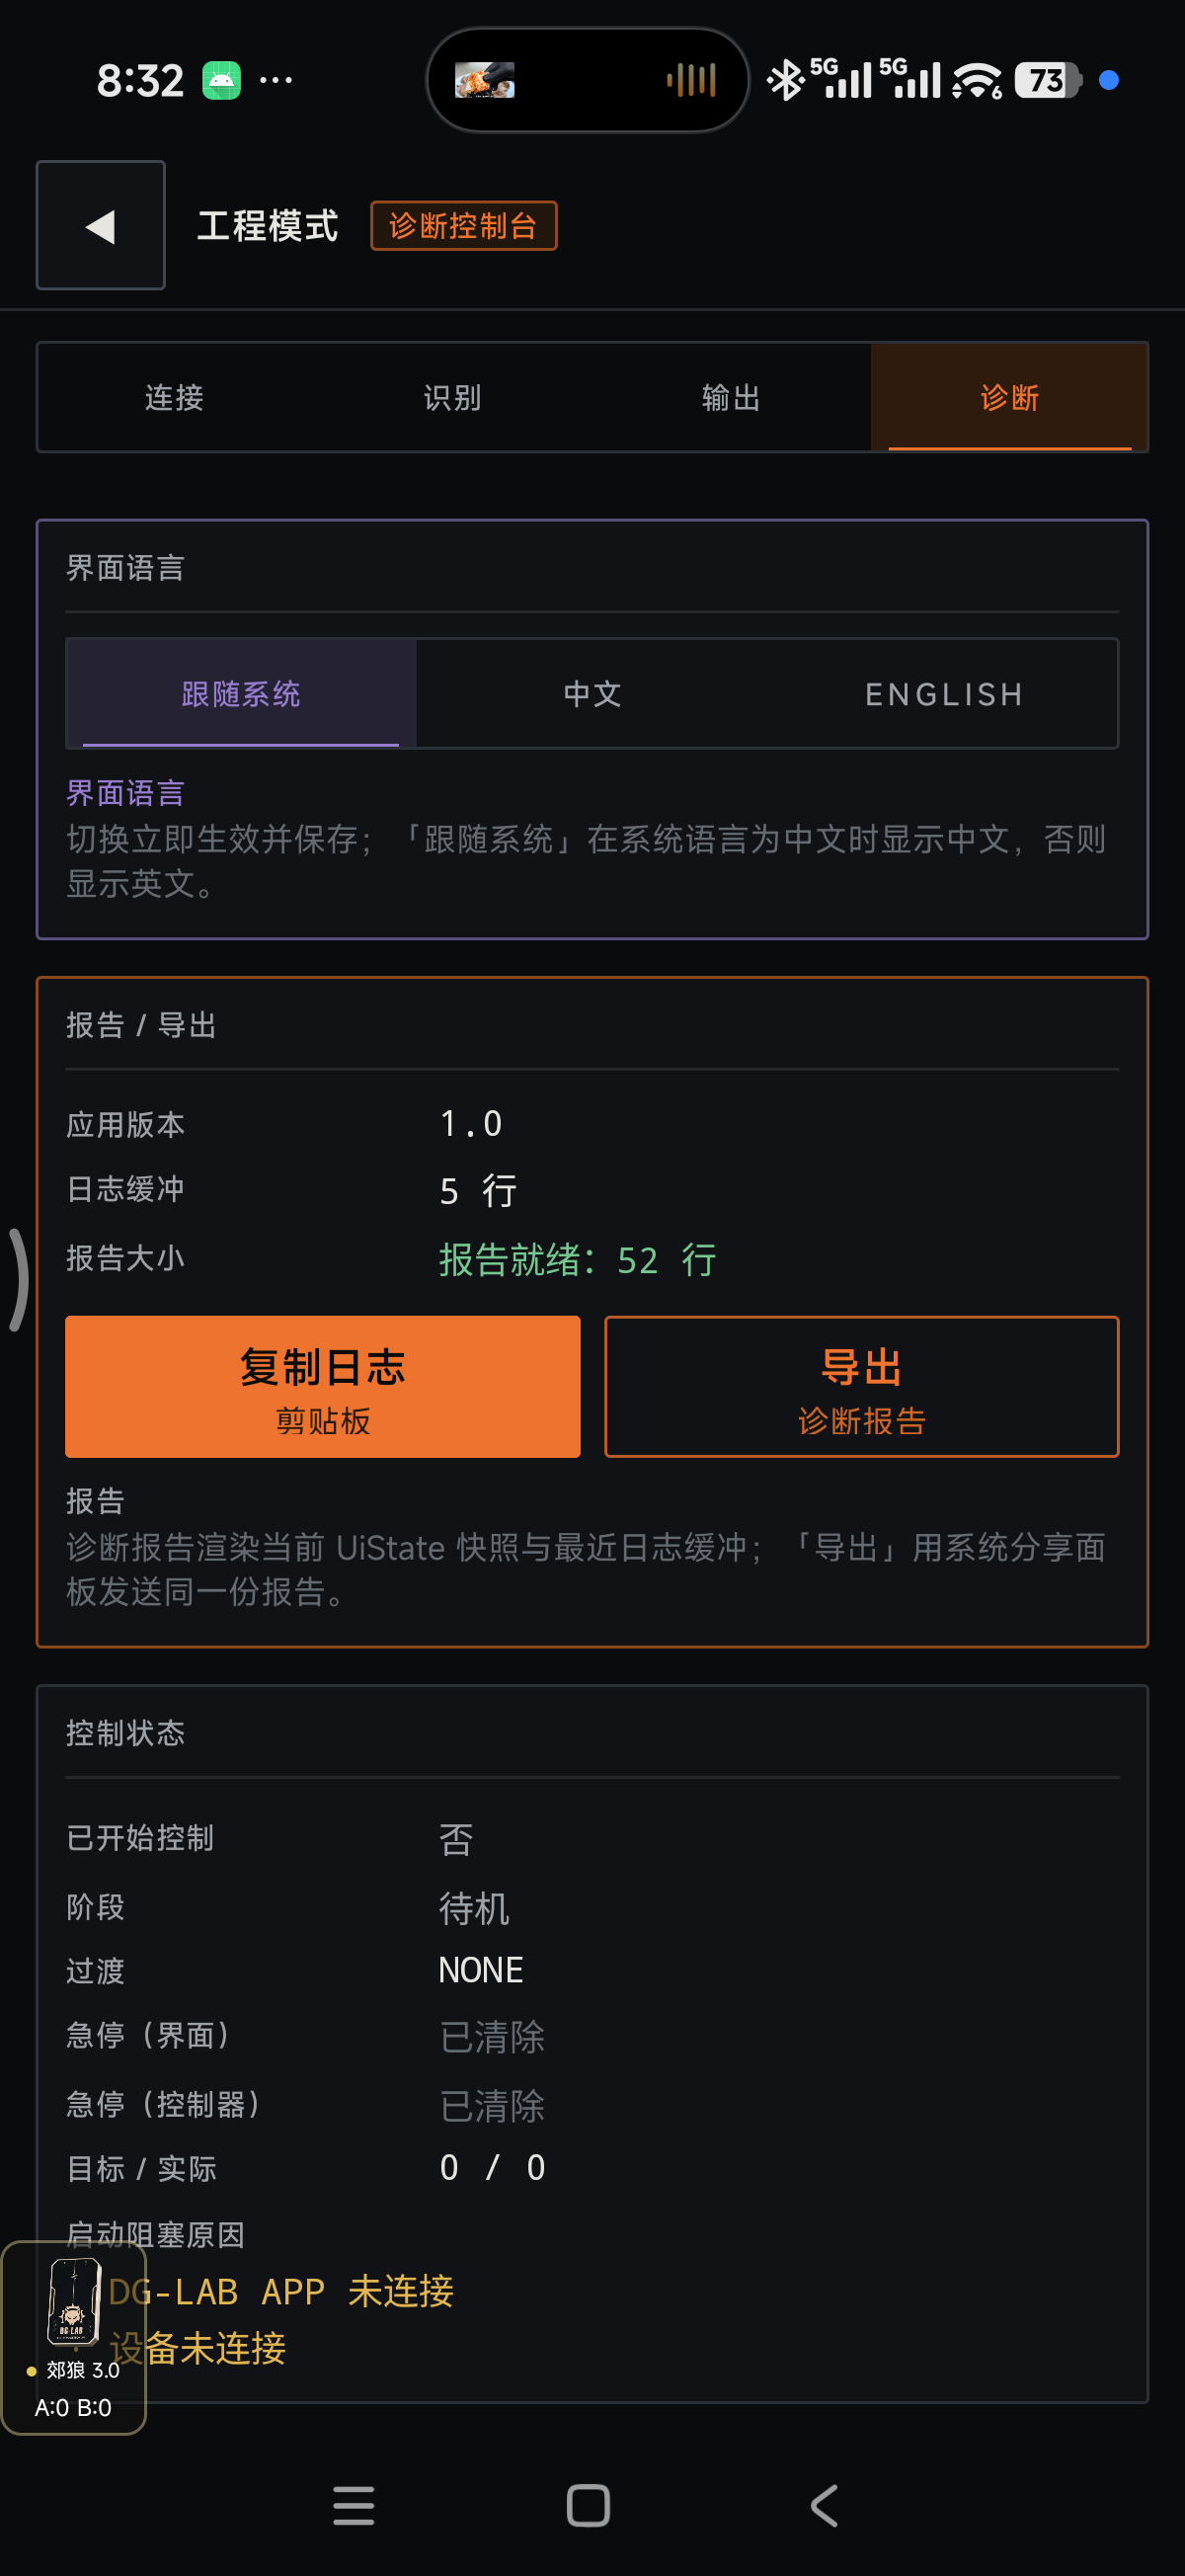 8:32
5G 5G 6 73
工程模式 诊断控制台
连接 识别 输出 诊断
界面语言
跟随系统 中文 ENGLISH
界面语言
切换立即生效并保存；「跟随系统」在系统语言为中文时显示中文，否则
显示英文。
报告 / 导出
应用版本 1.0
日志缓冲 5 行
报告大小 报告就绪：52 行
复制日志 导出
剪贴板 诊断报告
报告
诊断报告渲染当前 UiState 快照与最近日志缓冲；「导出」用系统分享面
板发送同一份报告。
控制状态
已开始控制 否
阶段 待机
过渡 NONE
急停（界面） 已清除
急停（控制器） 已清除
目标 / 实际 0 / 0
启动阻塞原因
DG-LAB APP 未连接
设备未连接
DG-LAB
郊狼 3.0
A:0 B:0